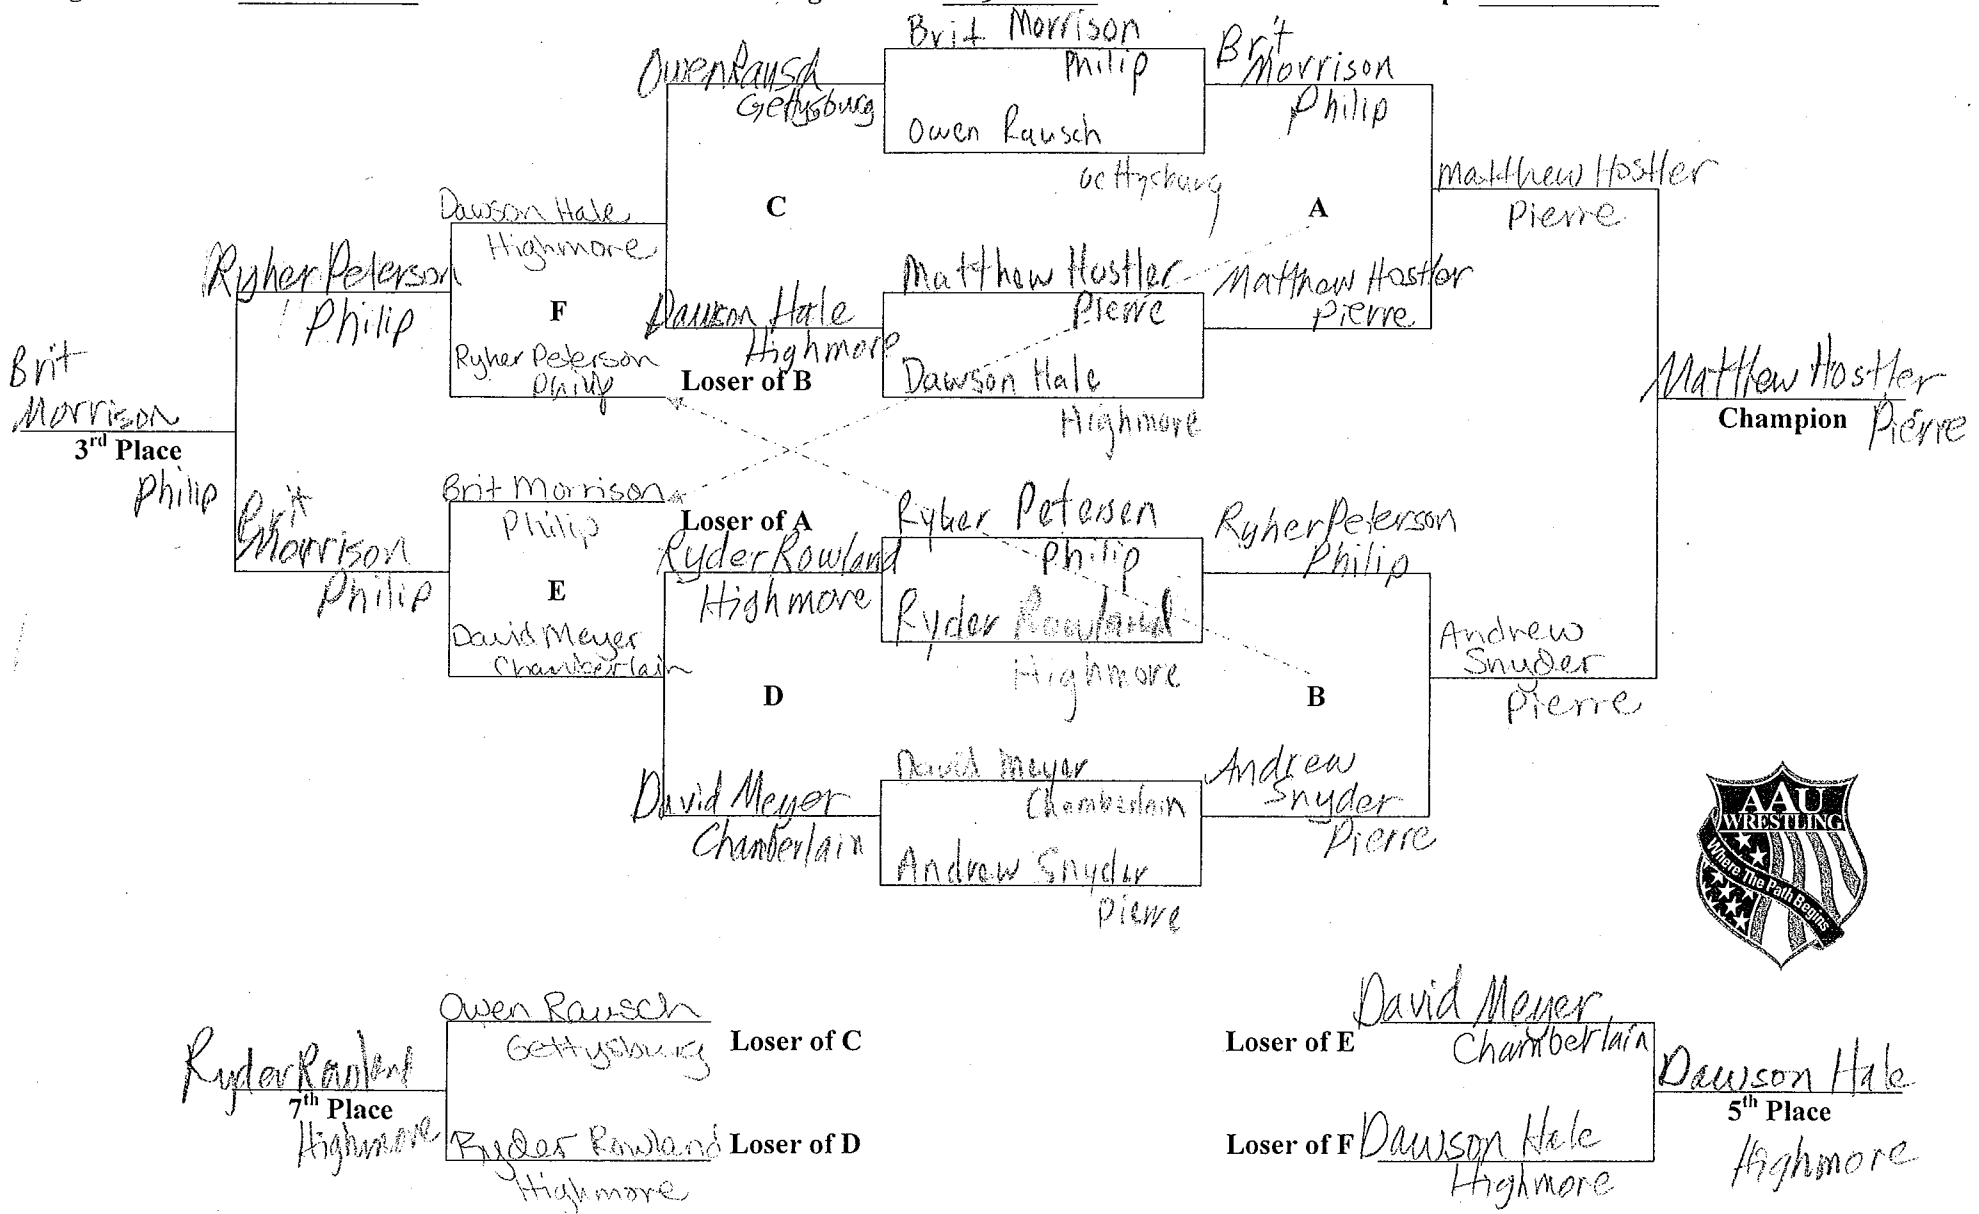 Brit Morrison
Philip
Owen Rausch
Gettysburg
Brit
Morrison
Philip
Owen Rausch
Gettysburg
C
A
Matthew Hostler
Pierre
Dawson Hale
Highmore
Ryher Peterson
Philip
F
Matthew Hostler
Pierre
Matthew Hostler
Pierre
Dawson Hale
Highmore
Ryher Peterson
Philip
Loser of B
Dawson Hale
Highmore
Brit
Morrison
3rd Place
Philip
Matthew Hostler
Champion
Pierre
Brit Morrison
Philip
Loser of A
Ryher Petersen
Philip
Ryher Peterson
Philip
Brit
Morrison
Philip
E
Ryder Rowland
Highmore
Ryder Rowland
Highmore
David Meyer
Chamberlain
Andrew
Snyder
Pierre
D
B
David Meyer
Chamberlain
David Meyer
Chamberlain
Andrew
Snyder
Pierre
Andrew Snyder
Pierre
AAU
WRESTLING
Where The Path Begins
Owen Rausch
Gettysburg
Loser of C
Loser of E
David Meyer
Chamberlain
Ryder Rowland
7th Place
Highmore
Dawson Hale
5th Place
Highmore
Ryder Rowland
Highmore
Loser of D
Loser of F
Dawson Hale
Highmore